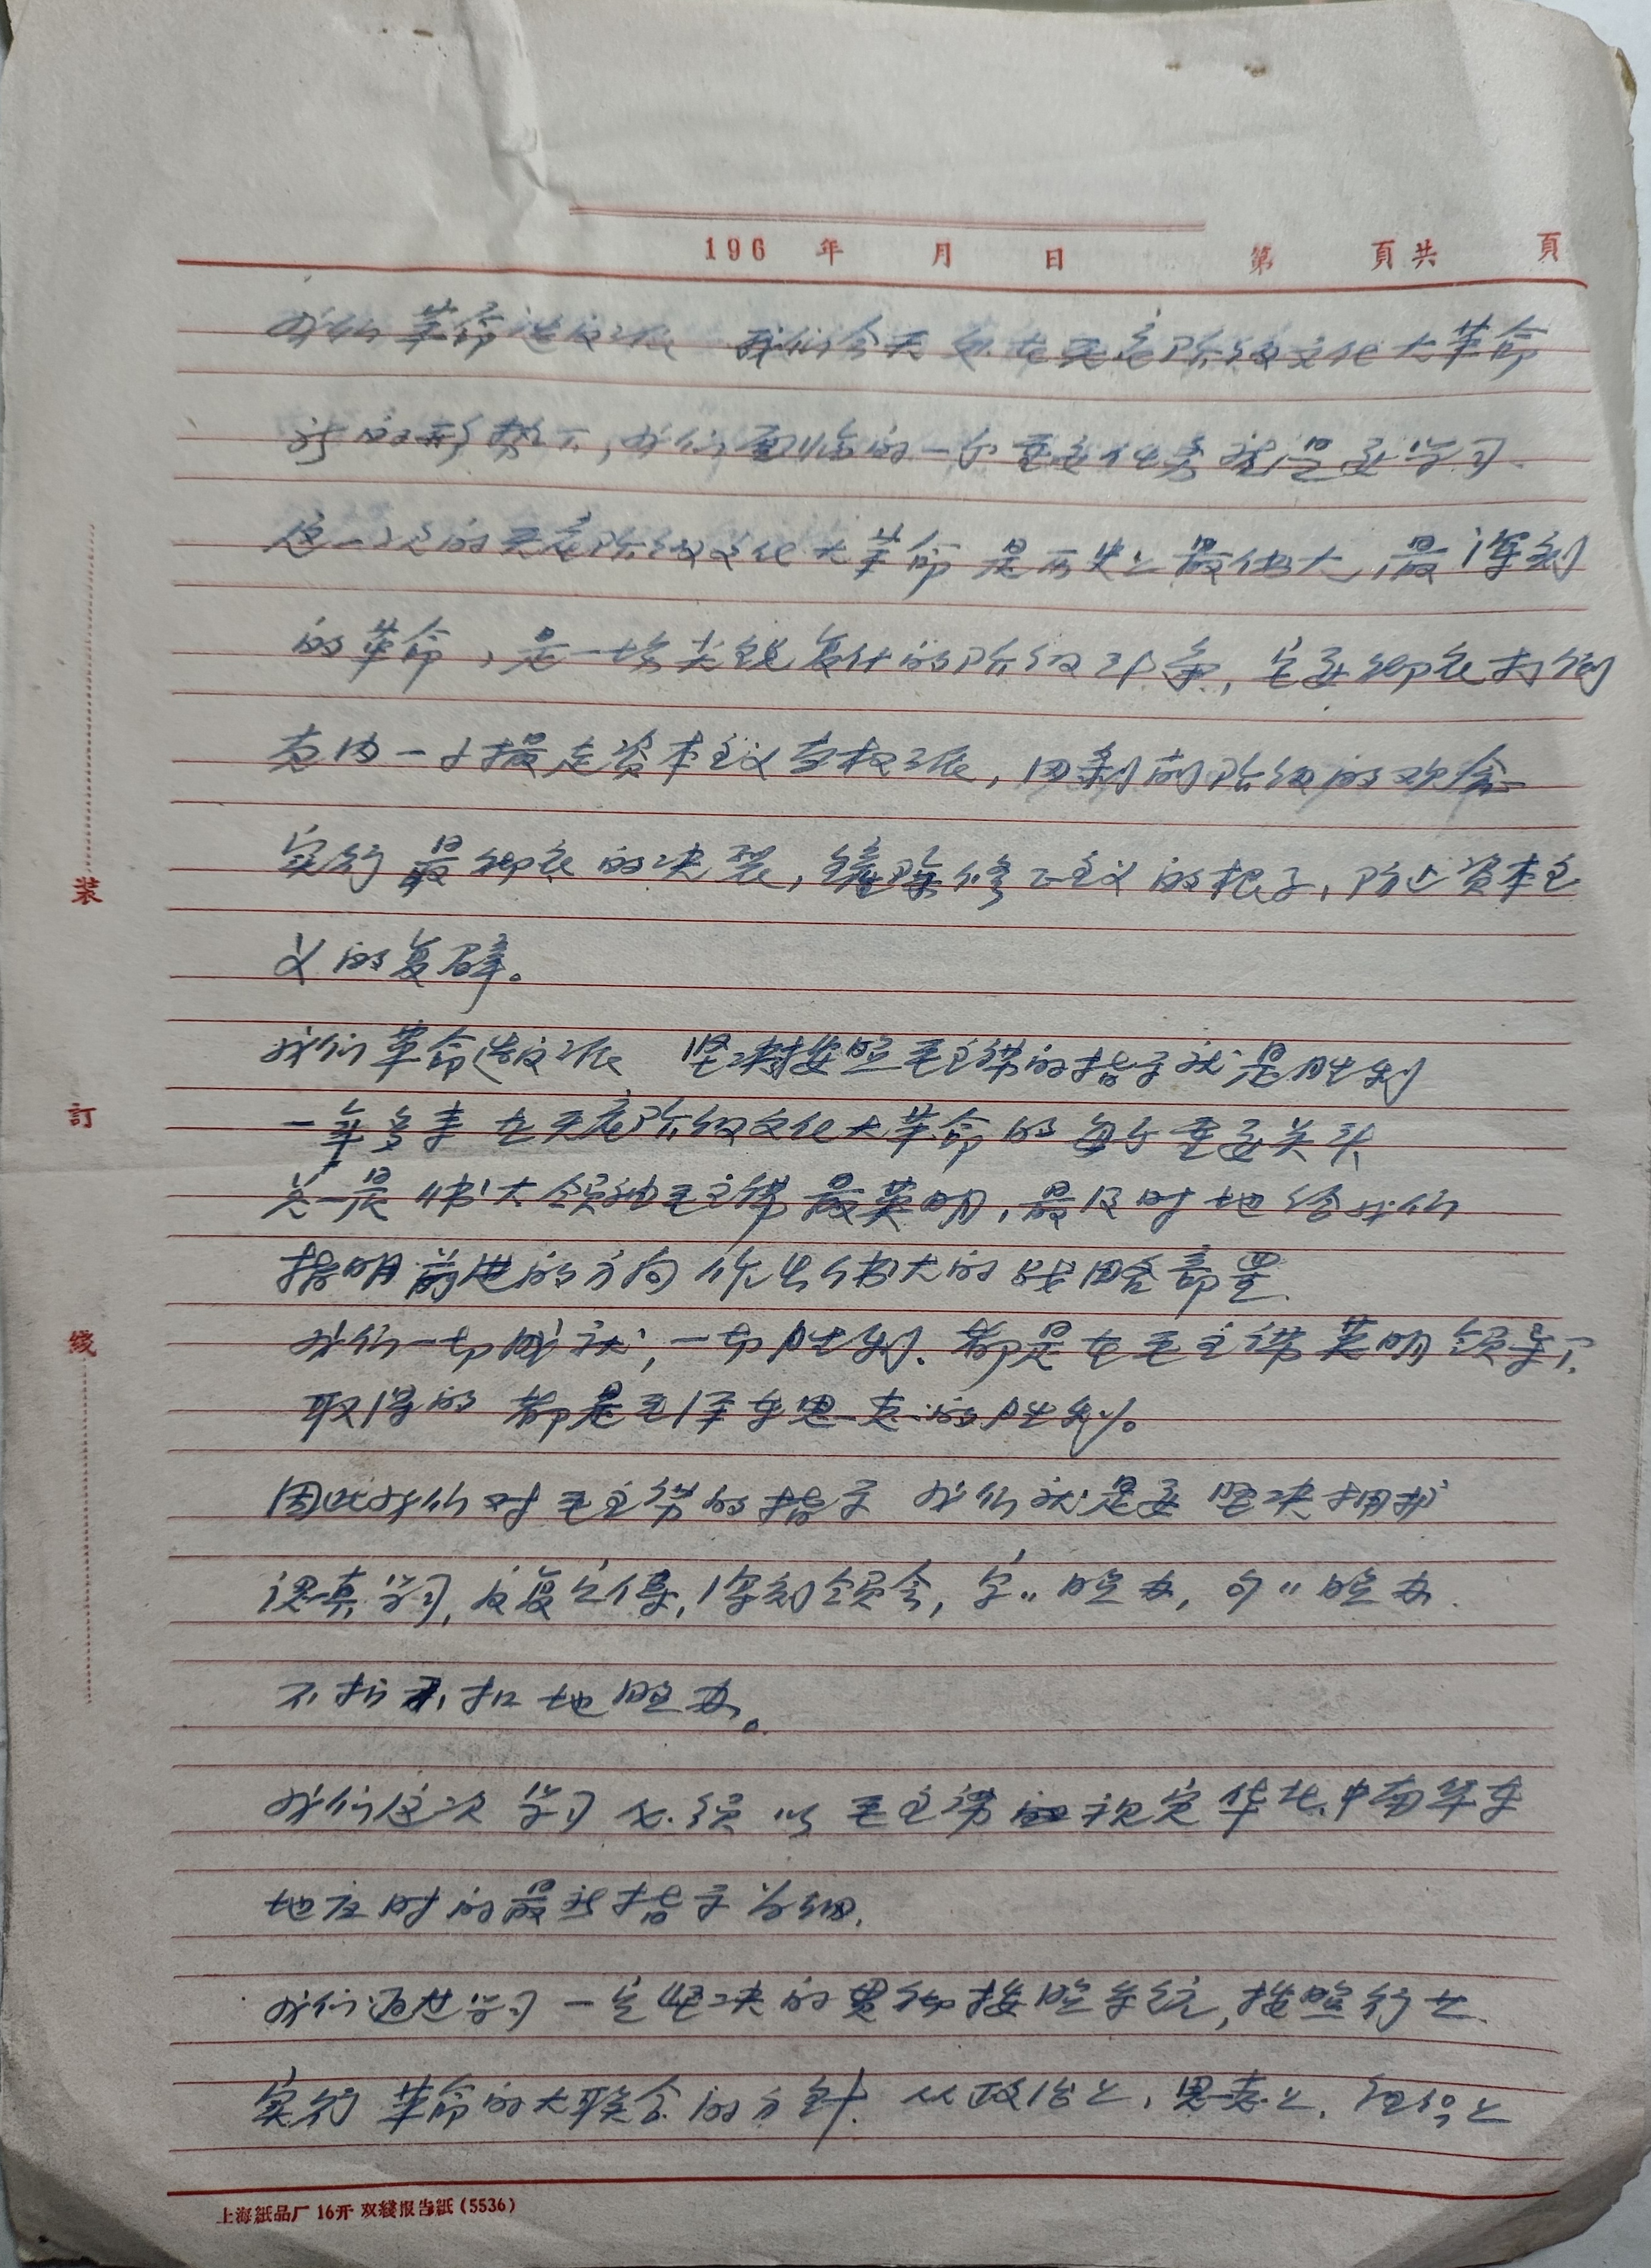 196 年 月 日 第 頁共 頁
我们革命造反派 我们今天处在无产阶级文化大革命
新的形势下,我们面临的一个重要任务就是要学习.
这一次的无产阶级文化大革命是历史上最伟大,最深刻
的革命,是一场尖锐复什的阶级斗争,它要彻底打倒
党内一小撮走资本主义当权派,同剥削阶级的观念
实行最彻底的决裂,铲除修正主义的根子,防止资本主
义的复辟。
我们革命造反派 坚决按照毛主席的指示就是胜利
一年多来 在无产阶级文化大革命的每个重要关头
总是伟大领袖毛主席最英明,最及时地给我们
指明前进的方向 作出伟大的战略部署.
我们一切成就,一切胜利.都是在毛主席英明领导下
取得的 都是毛泽东思想的胜利。
因此我们对毛主席的指示 我们就是要坚决拥护
认真学习,反复宣传,深刻领会,字〃照办,句〃照办.
不折不扣地照办。
我们这次学习必须以毛主席视察华北.中南华东
地区时的最新指示为纲.
我们通过学习一定坚决的贯彻按照系统,按照行业.
实行革命的大联合的方针.从政治上,思想上,组织上
装
訂
綫
上海紙品厂 16开 双綫报告紙(5536)